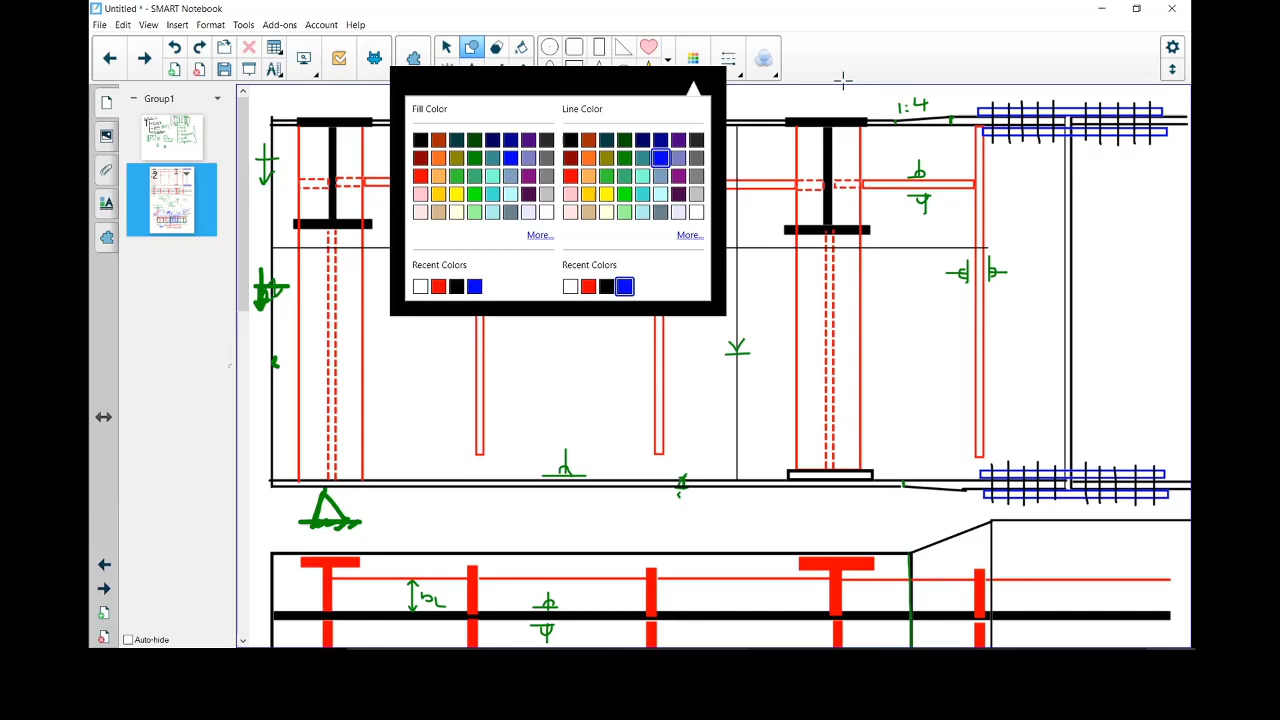 Untitled * - SMART Notebook
File Edit View Insert Format Tools Add-ons Account Help
Group1
2
Fill Color
Line Color
More...
More...
Recent Colors
Recent Colors
1:4
Auto-hide